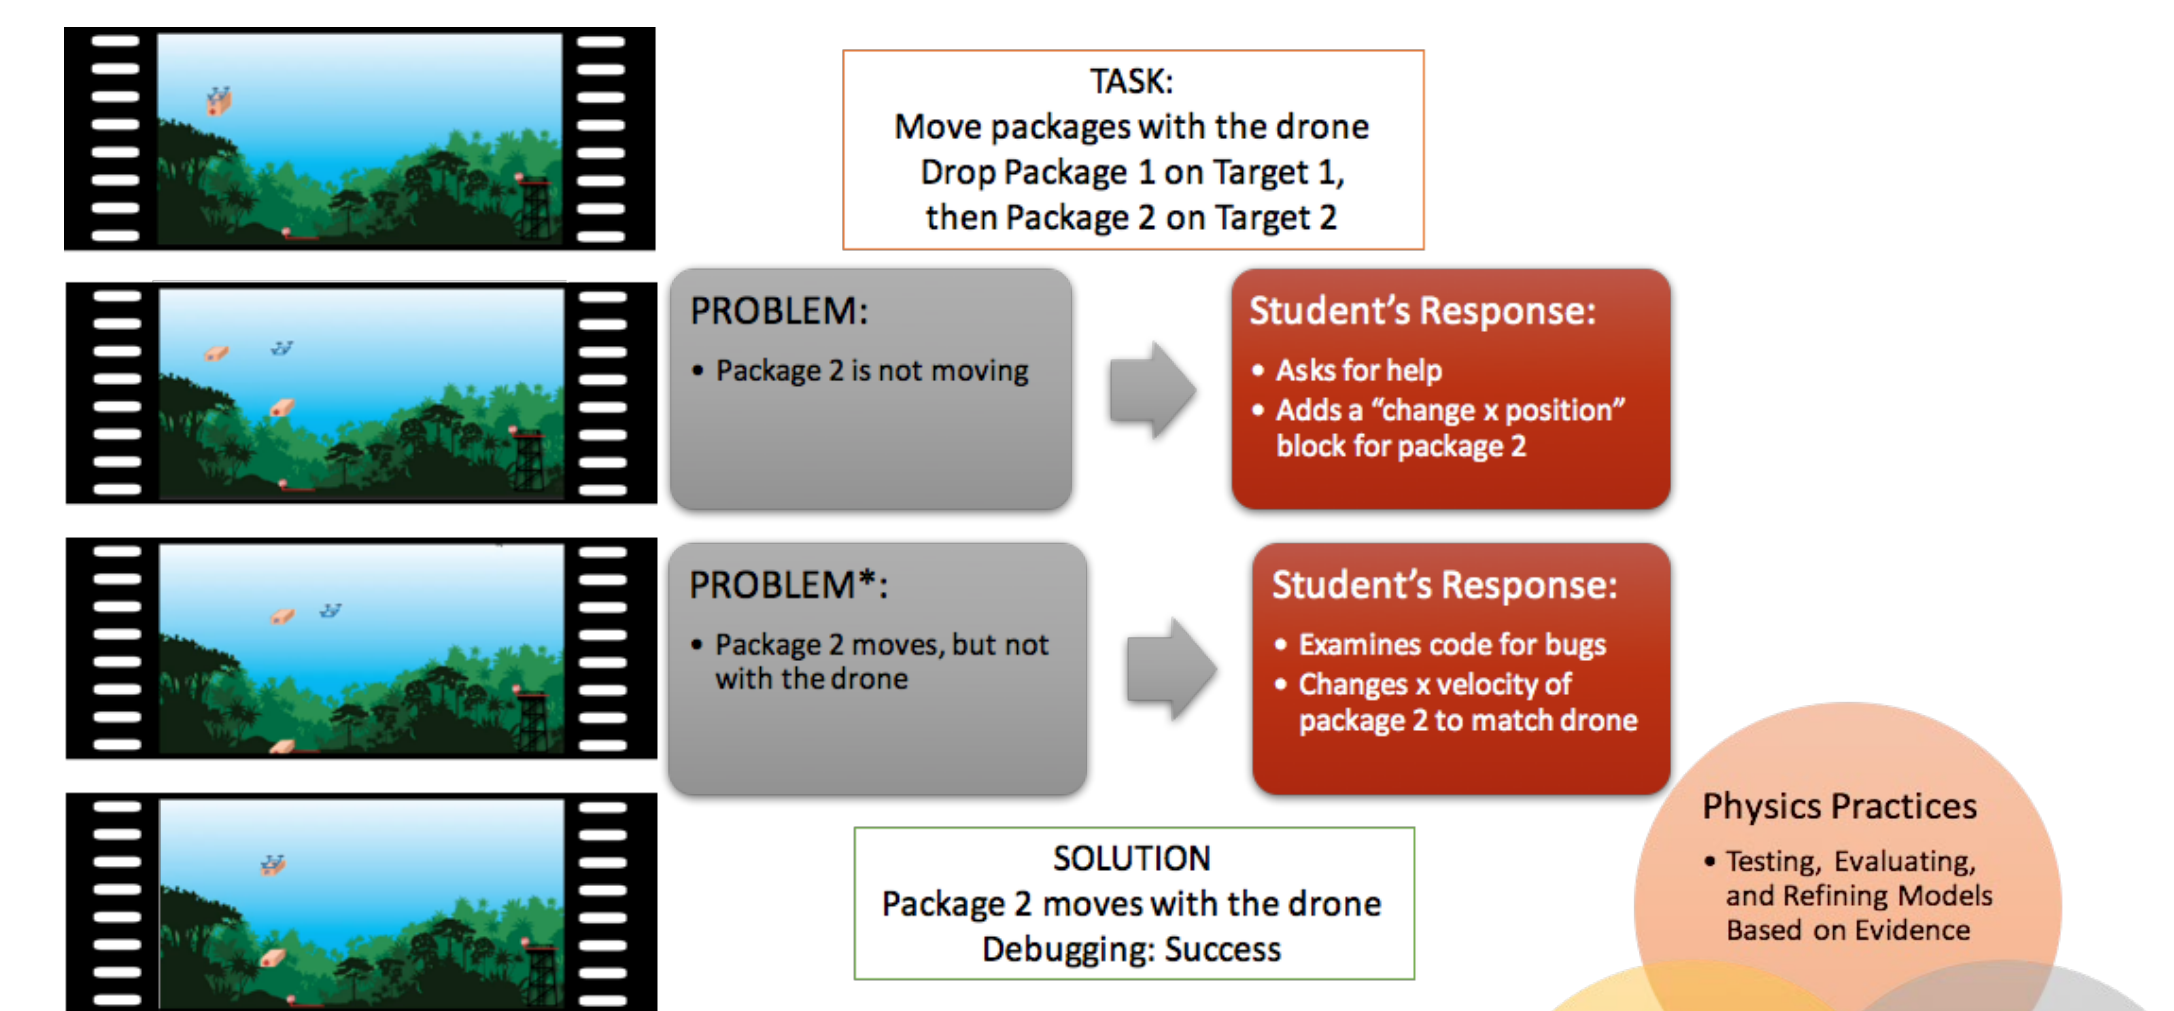 TASK:
Move packages with the drone
Drop Package 1 on Target 1,
then Package 2 on Target 2
PROBLEM:
• Package 2 is not moving
Student’s Response:
• Asks for help
• Adds a “change x position”
block for package 2
PROBLEM*:
• Package 2 moves, but not
with the drone
Student’s Response:
• Examines code for bugs
• Changes x velocity of
package 2 to match drone
SOLUTION
Package 2 moves with the drone
Debugging: Success
Physics Practices
• Testing, Evaluating,
and Refining Models
Based on Evidence